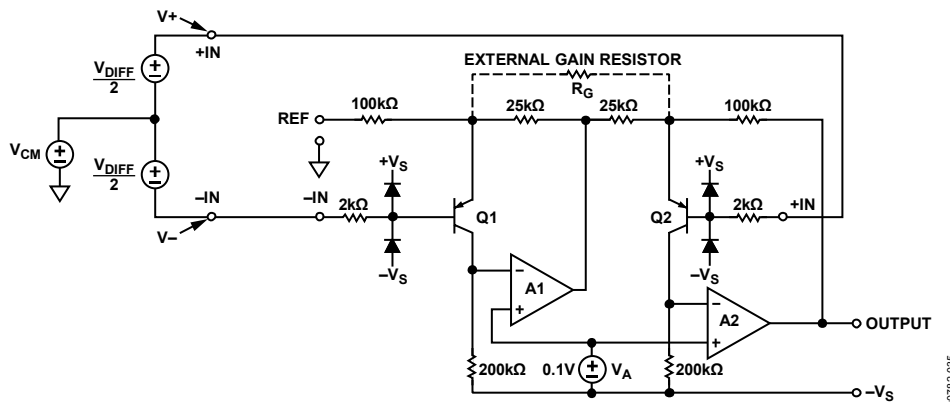 V+
+IN
VDIFF
2
VCM
VDIFF
2
–IN
V–
EXTERNAL GAIN RESISTOR
RG
REF
100kΩ
25kΩ
25kΩ
100kΩ
+VS
–IN
2kΩ
Q1
–VS
+VS
Q2
2kΩ
+IN
–VS
–
A1
+
–
A2
+
OUTPUT
200kΩ
0.1V
VA
200kΩ
–VS